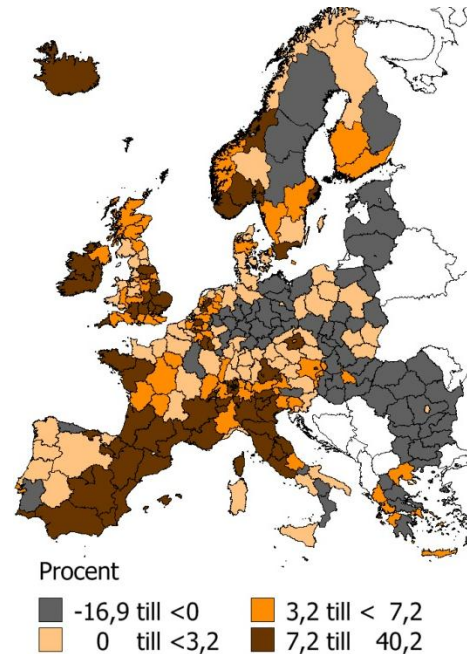 Procent
-16,9 till <0
3,2 till < 7,2
0 till <3,2
7,2 till 40,2